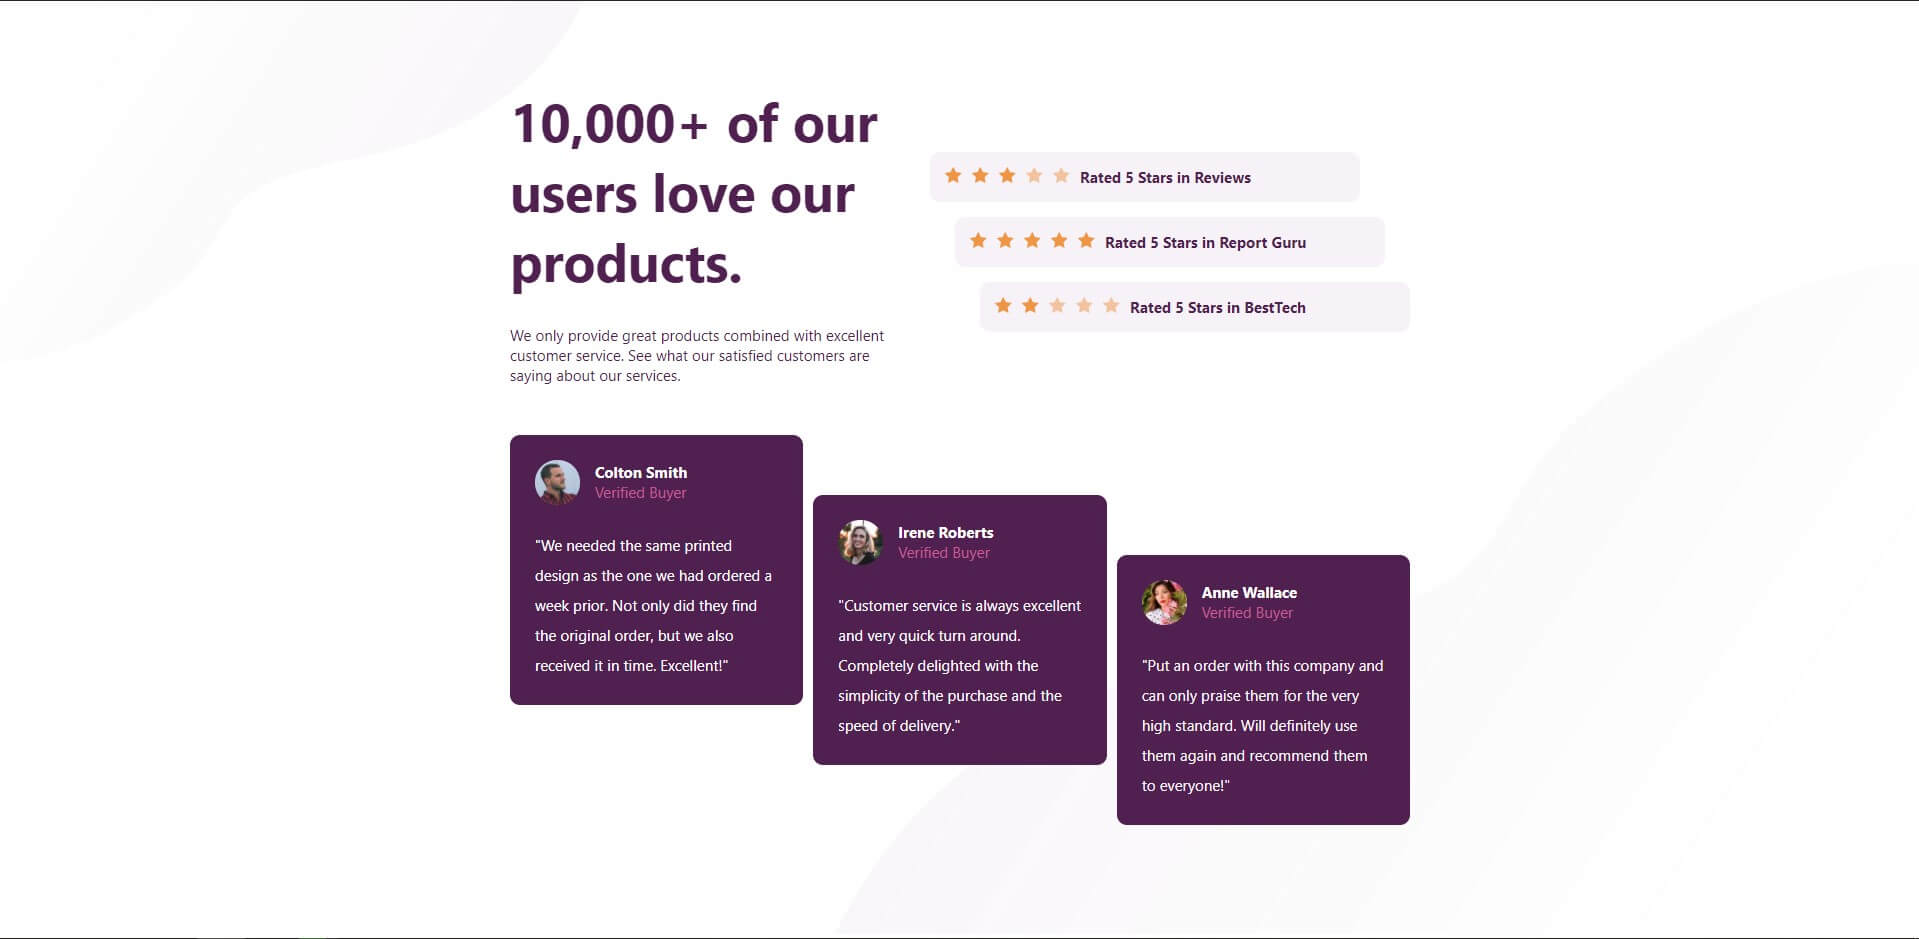 10,000+ of our
users love our
products.
We only provide great products combined with excellent
customer service. See what our satisfied customers are
saying about our services.
Rated 5 Stars in Reviews
Rated 5 Stars in Report Guru
Rated 5 Stars in BestTech
Colton Smith
Verified Buyer
"We needed the same printed
design as the one we had ordered a
week prior. Not only did they find
the original order, but we also
received it in time. Excellent!"
Irene Roberts
Verified Buyer
"Customer service is always excellent
and very quick turn around.
Completely delighted with the
simplicity of the purchase and the
speed of delivery."
Anne Wallace
Verified Buyer
"Put an order with this company and
can only praise them for the very
high standard. Will definitely use
them again and recommend them
to everyone!"